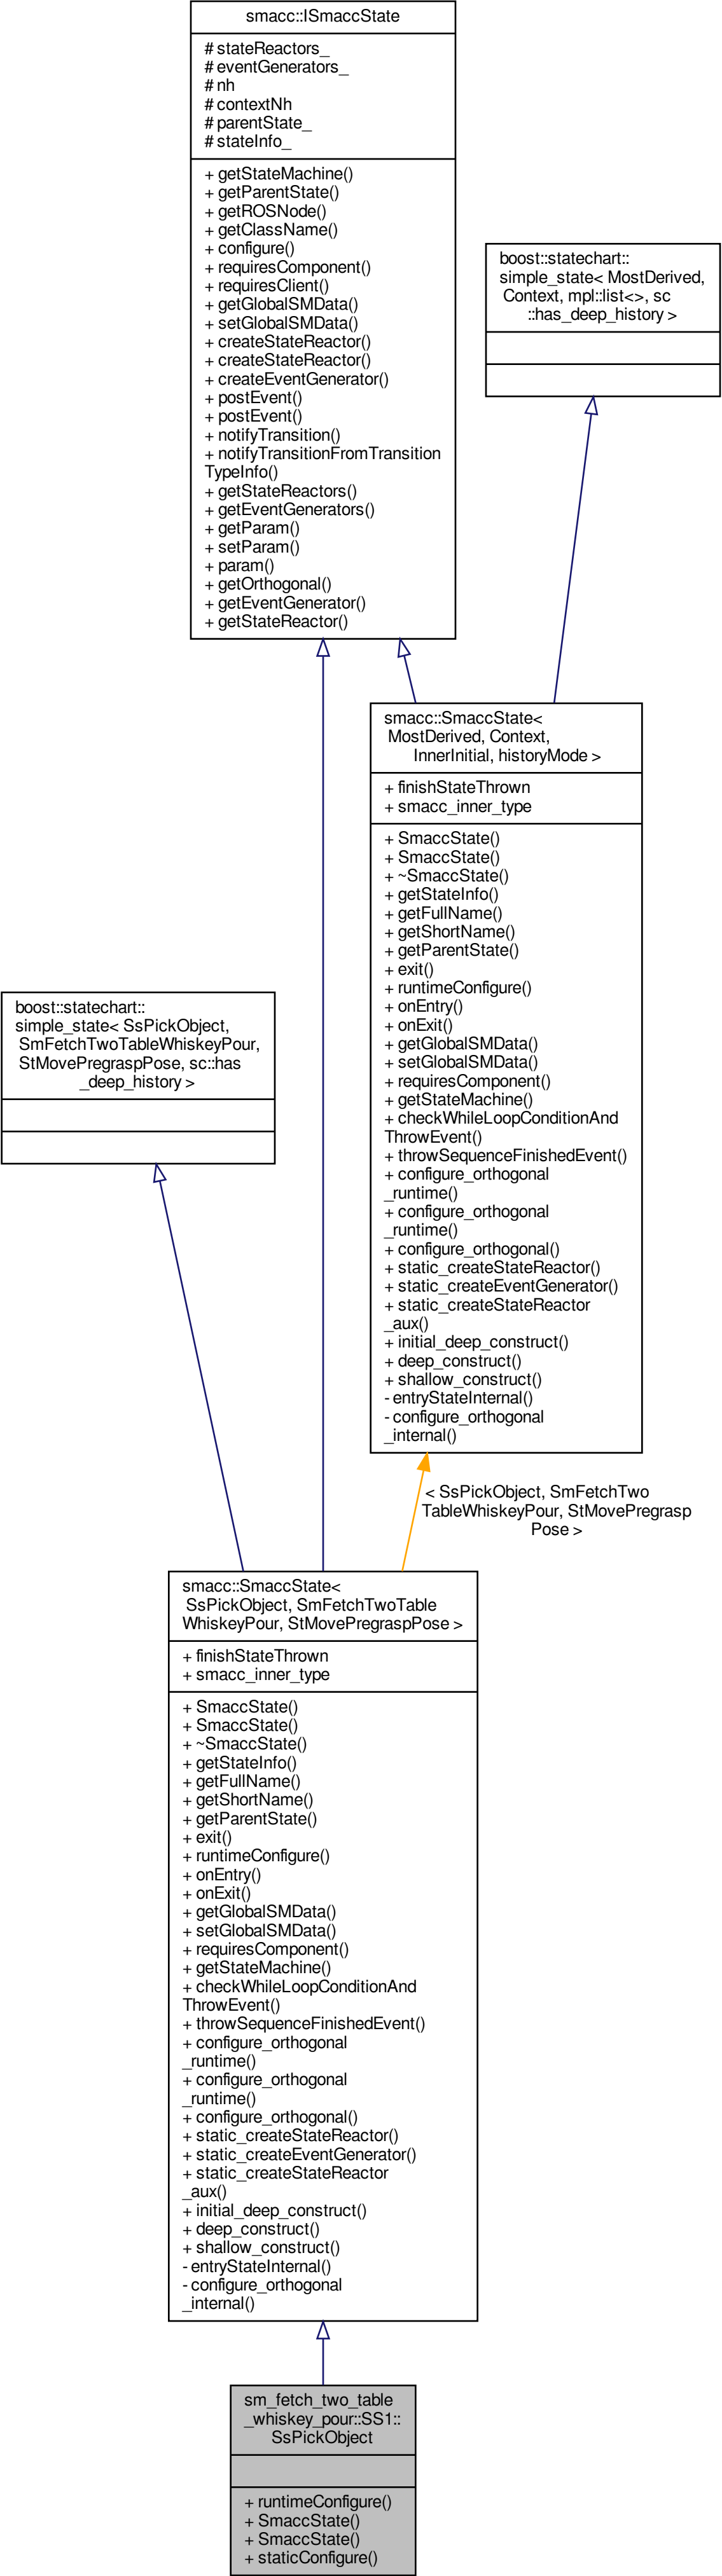 smacc::ISmaccState
# stateReactors_
# eventGenerators_
# nh
# contextNh
# parentState_
# stateInfo_
+ getStateMachine()
+ getParentState()
+ getROSNode()
+ getClassName()
+ configure()
+ requiresComponent()
+ requiresClient()
+ getGlobalSMData()
+ setGlobalSMData()
+ createStateReactor()
+ createStateReactor()
+ createEventGenerator()
+ postEvent()
+ postEvent()
+ notifyTransition()
+ notifyTransitionFromTransition
TypeInfo()
+ getStateReactors()
+ getEventGenerators()
+ getParam()
+ setParam()
+ param()
+ getOrthogonal()
+ getEventGenerator()
+ getStateReactor()
boost::statechart::
simple_state< MostDerived,
Context, mpl::list<>, sc
::has_deep_history >
smacc::SmaccState<
MostDerived, Context,
InnerInitial, historyMode >
+ finishStateThrown
+ smacc_inner_type
+ SmaccState()
+ SmaccState()
+ ~SmaccState()
+ getStateInfo()
+ getFullName()
+ getShortName()
+ getParentState()
+ exit()
+ runtimeConfigure()
+ onEntry()
+ onExit()
+ getGlobalSMData()
+ setGlobalSMData()
+ requiresComponent()
+ getStateMachine()
+ checkWhileLoopConditionAnd
ThrowEvent()
+ throwSequenceFinishedEvent()
+ configure_orthogonal
_runtime()
+ configure_orthogonal
_runtime()
+ configure_orthogonal()
+ static_createStateReactor()
+ static_createEventGenerator()
+ static_createStateReactor
_aux()
+ initial_deep_construct()
+ deep_construct()
+ shallow_construct()
- entryStateInternal()
- configure_orthogonal
_internal()
boost::statechart::
simple_state< SsPickObject,
SmFetchTwoTableWhiskeyPour,
StMovePregraspPose, sc::has
_deep_history >
< SsPickObject, SmFetchTwo
TableWhiskeyPour, StMovePregrasp
Pose >
smacc::SmaccState<
SsPickObject, SmFetchTwoTable
WhiskeyPour, StMovePregraspPose >
+ finishStateThrown
+ smacc_inner_type
+ SmaccState()
+ SmaccState()
+ ~SmaccState()
+ getStateInfo()
+ getFullName()
+ getShortName()
+ getParentState()
+ exit()
+ runtimeConfigure()
+ onEntry()
+ onExit()
+ getGlobalSMData()
+ setGlobalSMData()
+ requiresComponent()
+ getStateMachine()
+ checkWhileLoopConditionAnd
ThrowEvent()
+ throwSequenceFinishedEvent()
+ configure_orthogonal
_runtime()
+ configure_orthogonal
_runtime()
+ configure_orthogonal()
+ static_createStateReactor()
+ static_createEventGenerator()
+ static_createStateReactor
_aux()
+ initial_deep_construct()
+ deep_construct()
+ shallow_construct()
- entryStateInternal()
- configure_orthogonal
_internal()
sm_fetch_two_table
_whiskey_pour::SS1::
SsPickObject
+ runtimeConfigure()
+ SmaccState()
+ SmaccState()
+ staticConfigure()